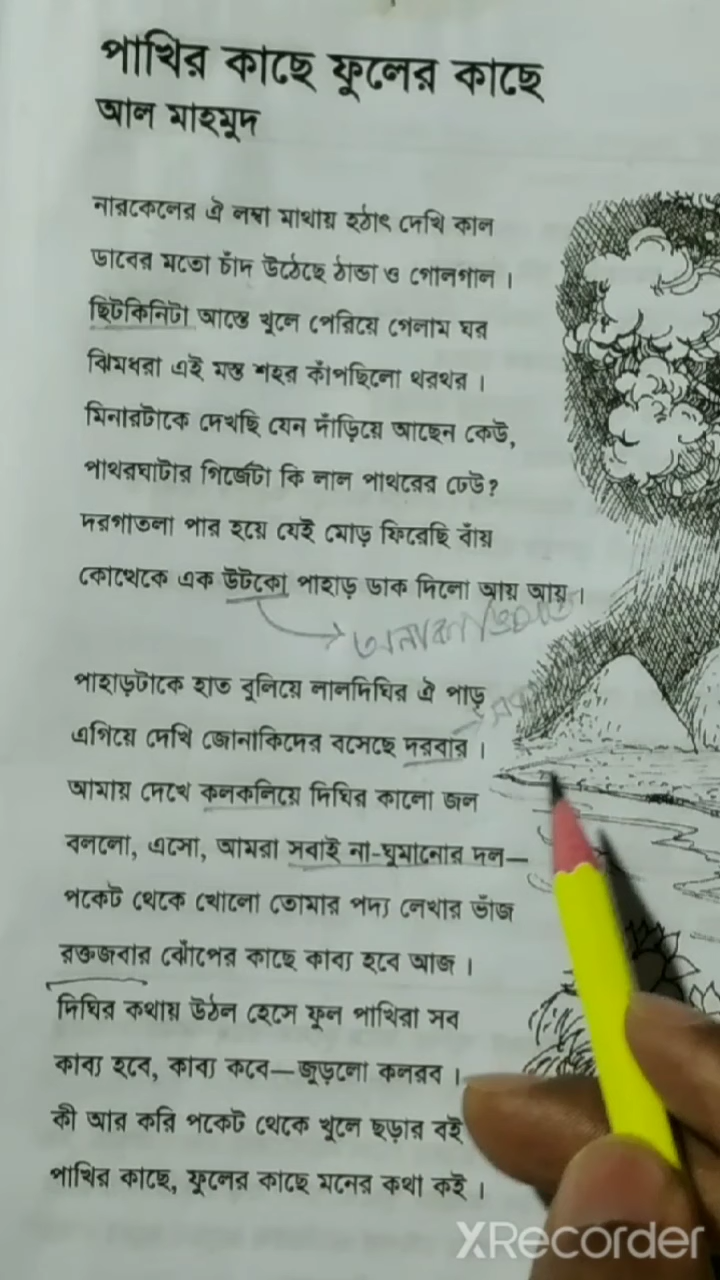 পাখির কাছে ফুলের কাছে
আল মাহমুদ
নারকেলের ঐ লম্বা মাথায় হঠাৎ দেখি কাল
ডাবের মতো চাঁদ উঠেছে ঠান্ডা ও গোলগাল।
ছিটকিনিটা আস্তে খুলে পেরিয়ে গেলাম ঘর
ঝিমধরা এই মস্ত শহর কাঁপছিলো থরথর।
মিনারটাকে দেখছি যেন দাঁড়িয়ে আছেন কেউ,
পাথরঘাটার গির্জেটা কি লাল পাথরের ঢেউ?
দরগাতলা পার হয়ে যেই মোড় ফিরেছি বাঁয়
কোত্থেকে এক উটকো পাহাড় ডাক দিলো আয় আয়।
পাহাড়টাকে হাত বুলিয়ে লালদিঘির ঐ পাড়
এগিয়ে দেখি জোনাকিদের বসেছে দরবার।
আমায় দেখে কলকলিয়ে দিঘির কালো জল
বললো, এসো, আমরা সবাই না-ঘুমানোর দল—
পকেট থেকে খোলো তোমার পদ্য লেখার ভাঁজ
রক্তজবার ঝোঁপের কাছে কাব্য হবে আজ।
দিঘির কথায় উঠল হেসে ফুল পাখিরা সব
কাব্য হবে, কাব্য কবে—জুড়লো কলরব।
কী আর করি পকেট থেকে খুলে ছড়ার বই
পাখির কাছে, ফুলের কাছে মনের কথা কই।
XRecorder